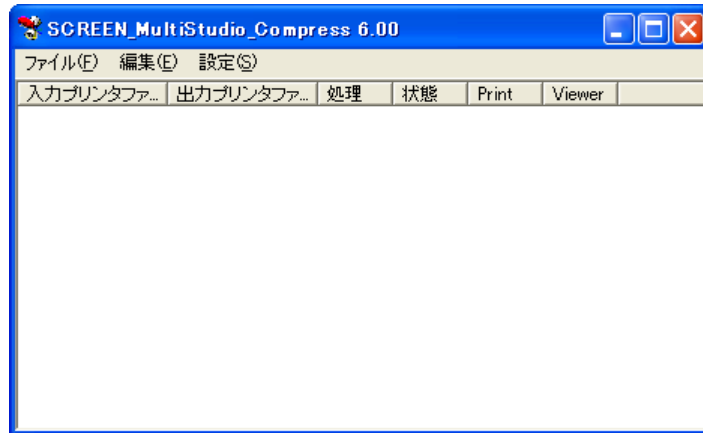 SCREEN_MultiStudio_Compress 6.00
ファイル(F) 編集(E) 設定(S)
入力プリンタファ... 出力プリンタファ... 処理 状態 Print Viewer